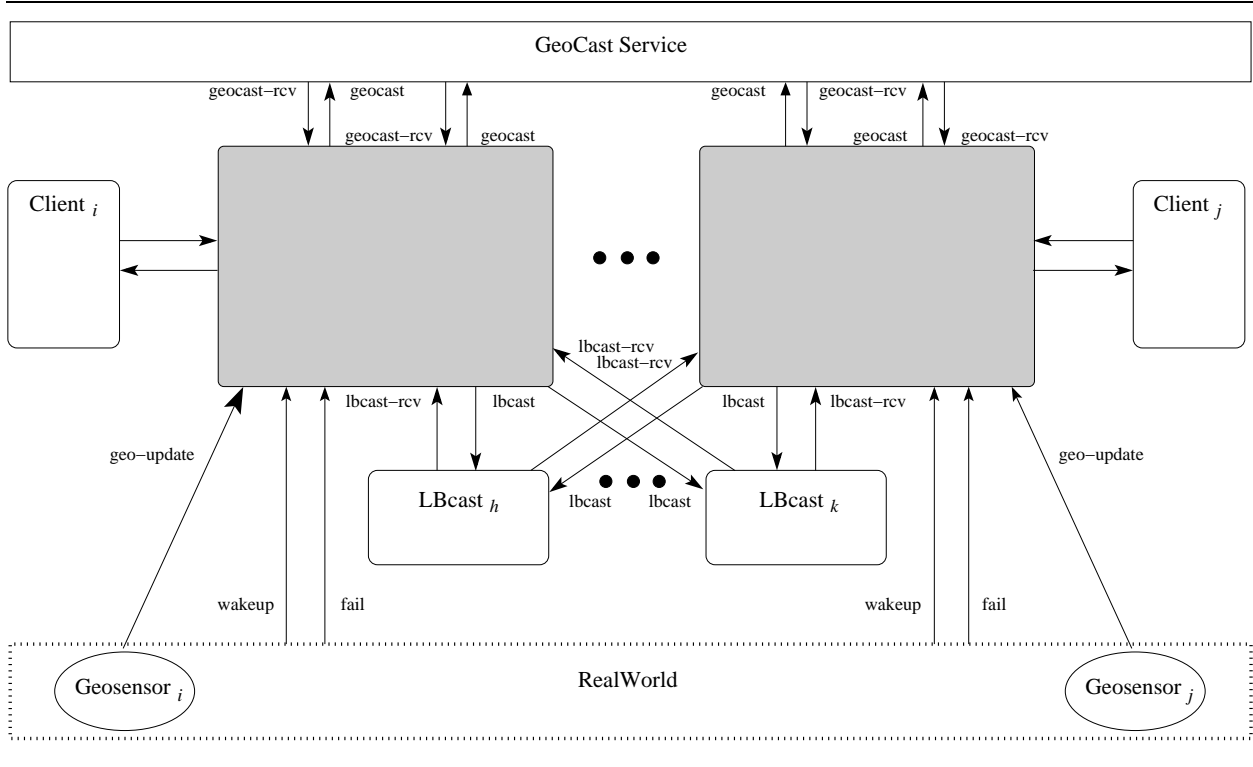 GeoCast Service
geocast−rcv geocast geocast geocast−rcv
geocast−rcv geocast geocast geocast−rcv
Client i Client j
lbcast−rcv
lbcast−rcv
lbcast−rcv lbcast lbcast lbcast−rcv
geo−update geo−update
LBcast h lbcast lbcast LBcast k
wakeup fail wakeup fail
Geosensor i RealWorld Geosensor j